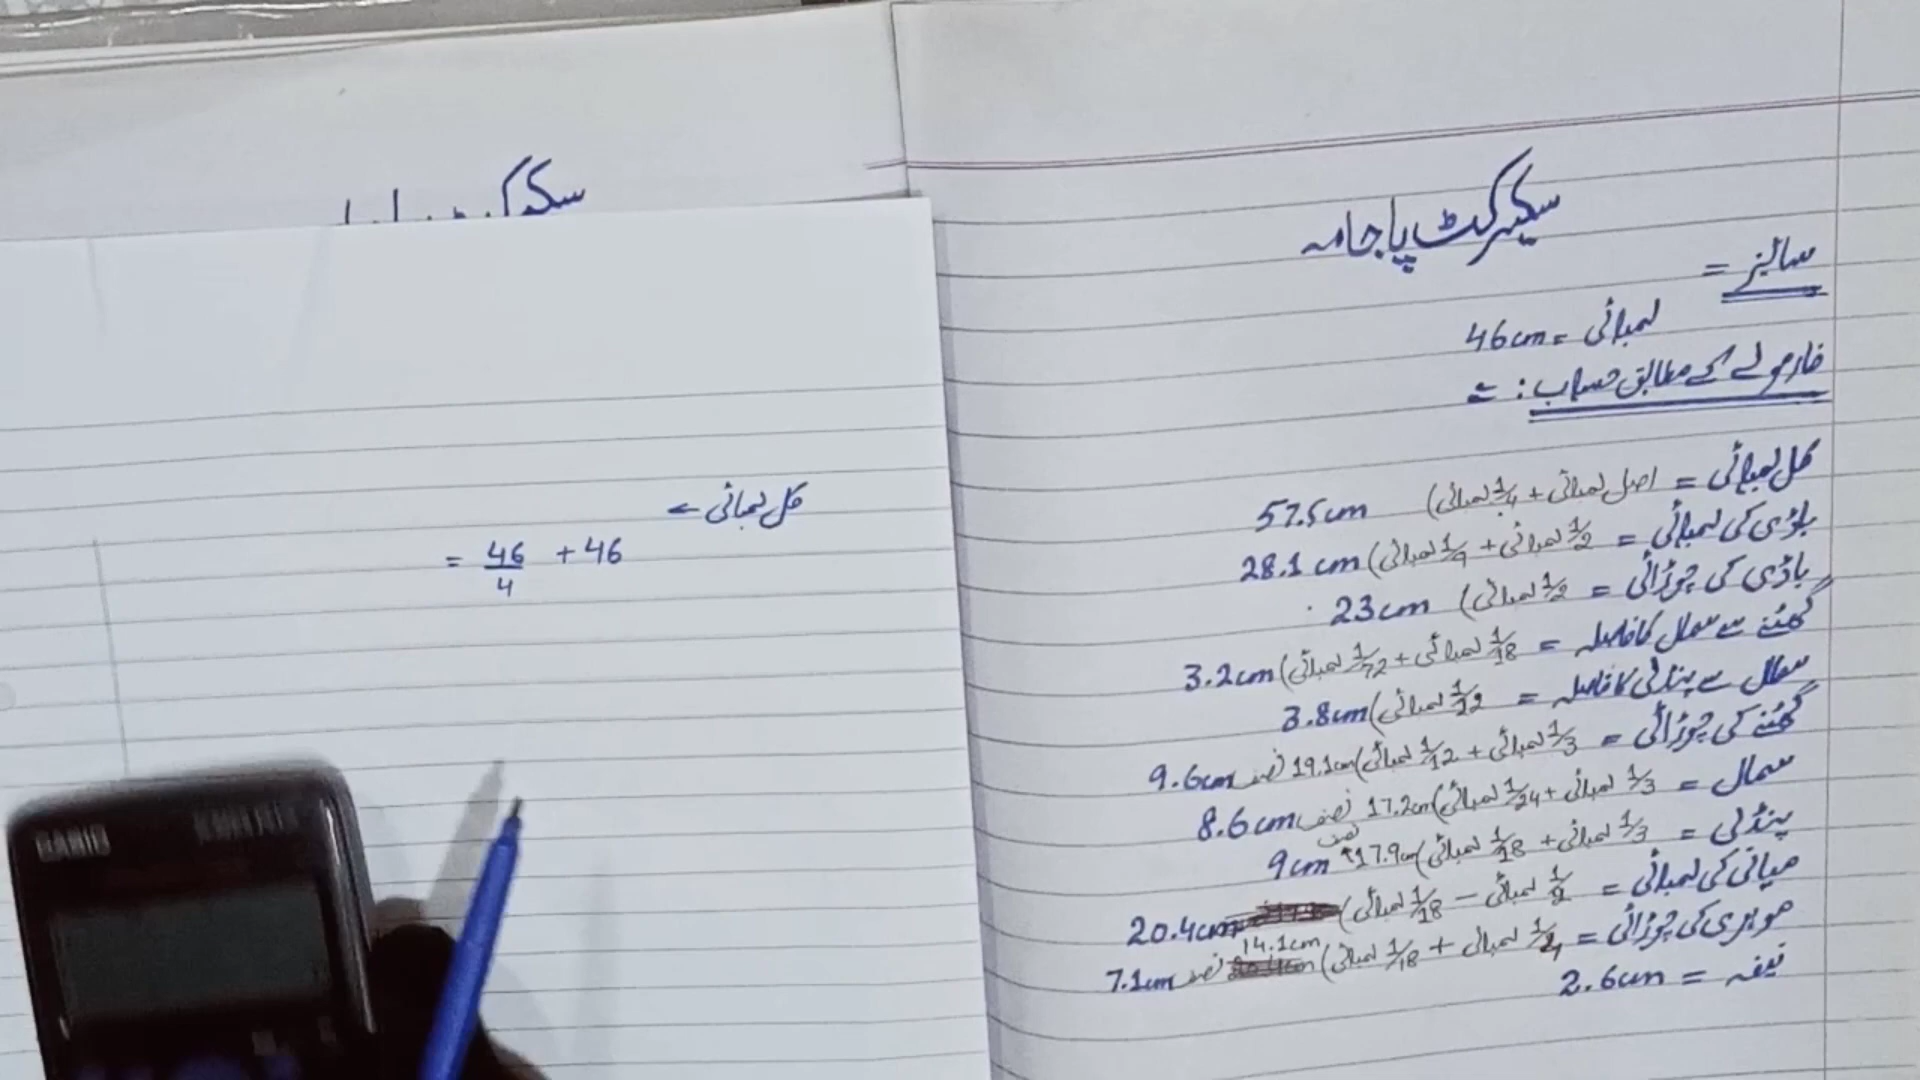 سکیر کٹ پاجامہ
سائز =
لمبائی = 46cm
فارمولے کے مطابق حساب :=
کل لمبائی = اصل لمبائی + 1/4 لمبائی) 57.5cm
باڈی کی لمبائی = 1/2 لمبائی + 1/9 لمبائی) 28.1 cm
باڈی کی چوڑائی = 1/2 لمبائی) 23cm
گھٹنے سے سمال کا فاصلہ = 1/18 لمبائی + 1/72 لمبائی) 3.2cm
سمال سے پنڈلی کا فاصلہ = 1/12 لمبائی) 3.8cm
گھٹنے کی چوڑائی = 1/3 لمبائی + 1/12 لمبائی) 19.1cm نصف 9.6cm
سمال = 1/3 لمبائی + 1/24 لمبائی) 17.2cm نصف 8.6cm
پنڈلی = 1/3 لمبائی + 1/18 لمبائی) 17.9cm نصف 9cm
میانی کی لمبائی = 1/2 لمبائی - 1/18 لمبائی) 20.4cm
موہری کی چوڑائی = 1/4 لمبائی + 1/18 لمبائی) 14.1cm نصف 7.1cm
نیفہ = 2.6cm
کل لمبائی
= 46/4 + 46